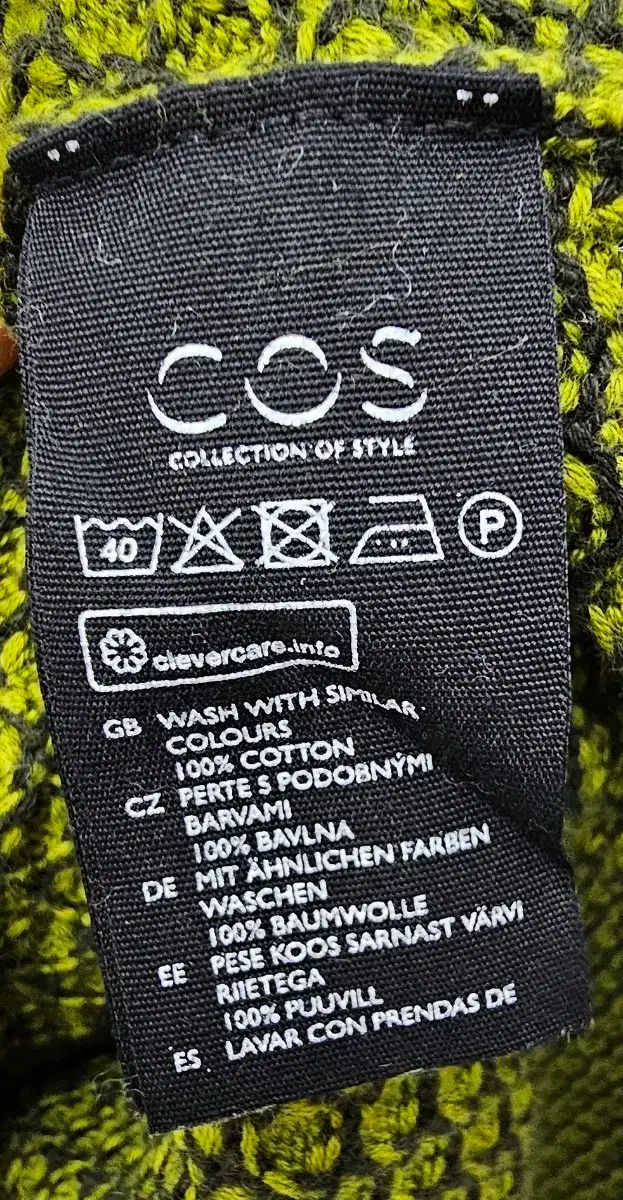 COS
COLLECTION OF STYLE
40
P
clevercare.info
GB WASH WITH SIMILAR
COLOURS
100% COTTON
CZ PERTE S PODOBNÝMI
BARVAMI
100% BAVLNA
DE MIT ÄHNLICHEN FARBEN
WASCHEN
100% BAUMWOLLE
EE PESE KOOS SARNAST VÄRVI
RIIETEGA
100% PUUVILL
ES LAVAR CON PRENDAS DE